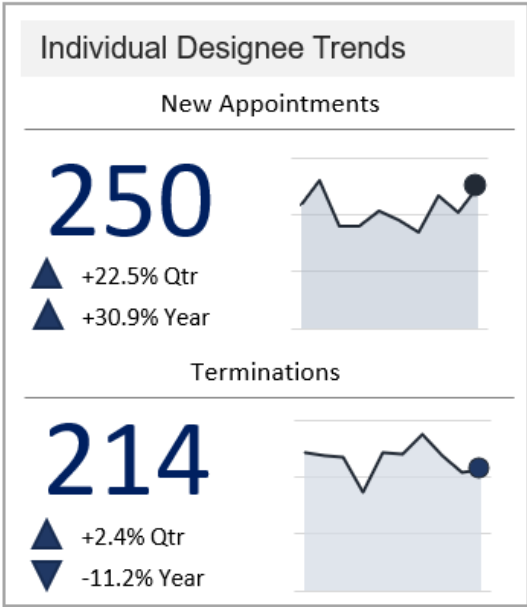 Individual Designee Trends
New Appointments
250
+22.5% Qtr
+30.9% Year
Terminations
214
+2.4% Qtr
-11.2% Year